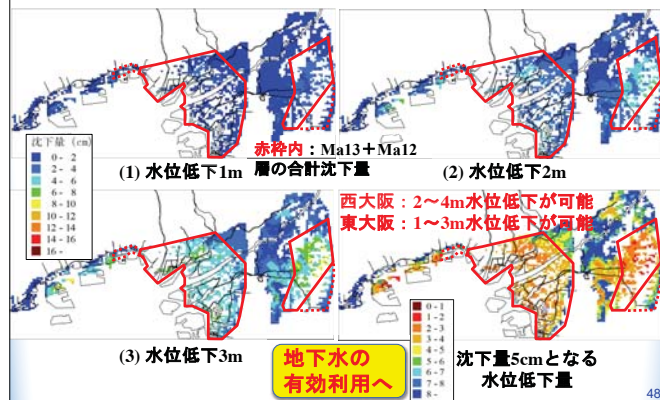 沈下量 (cm)
0 - 2
2 - 4
4 - 6
6 - 8
8 - 10
10 - 12
12 - 14
14 - 16
16 -
(1) 水位低下1m
赤枠内：Ma13＋Ma12
層の合計沈下量
(2) 水位低下2m
西大阪：2～4m水位低下が可能
東大阪：1～3m水位低下が可能
(3) 水位低下3m
地下水の
有効利用へ
0 - 1
1 - 2
2 - 3
3 - 4
4 - 5
5 - 6
6 - 7
7 - 8
8 -
沈下量5cmとなる
水位低下量
48